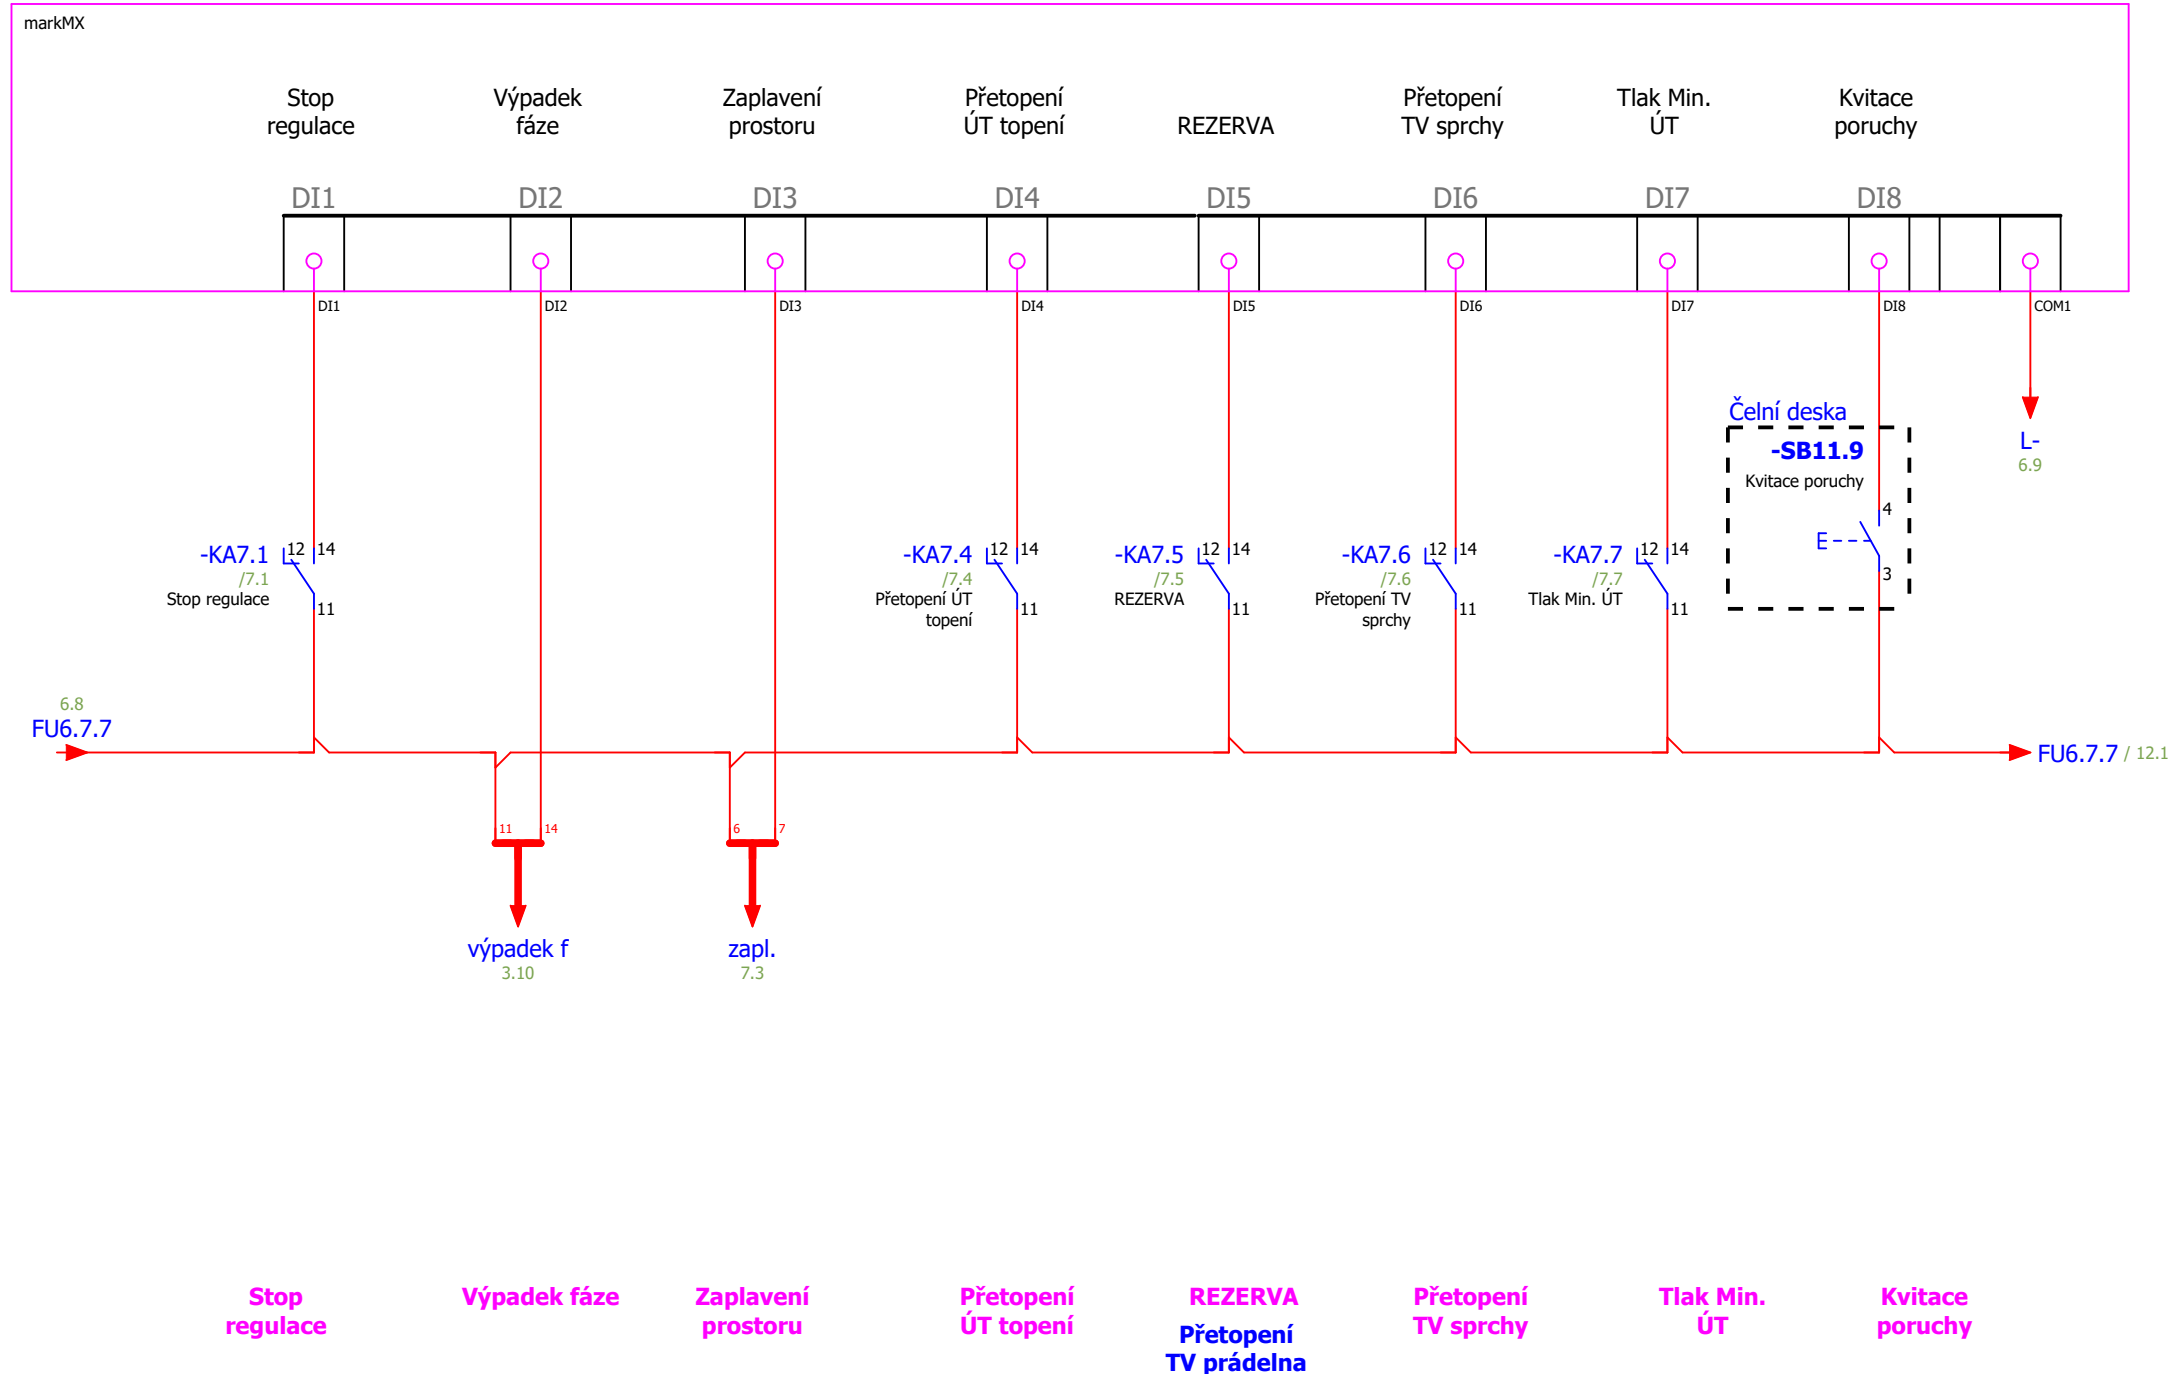 markMX
Stop
regulace
Výpadek
fáze
Zaplavení
prostoru
Přetopení
ÚT topení
REZERVA
Přetopení
TV sprchy
Tlak Min.
ÚT
Kvitace
poruchy
DI1 DI2 DI3 DI4 DI5 DI6 DI7 DI8
DI1 DI2 DI3 DI4 DI5 DI6 DI7 DI8 COM1
Čelní deska
-SB11.9
Kvitace poruchy
4
E
3
L-
6.9
-KA7.1 12 14
/7.1
Stop regulace
11
-KA7.4 12 14
/7.4
Přetopení ÚT
topení
11
-KA7.5 12 14
/7.5
REZERVA
11
-KA7.6 12 14
/7.6
Přetopení TV
sprchy
11
-KA7.7 12 14
/7.7
Tlak Min. ÚT
11
6.8
FU6.7.7
FU6.7.7 / 12.1
11 14
výpadek f
3.10
6 7
zapl.
7.3
Stop
regulace
Výpadek fáze
Zaplavení
prostoru
Přetopení
ÚT topení
REZERVA
Přetopení
TV prádelna
Přetopení
TV sprchy
Tlak Min.
ÚT
Kvitace
poruchy